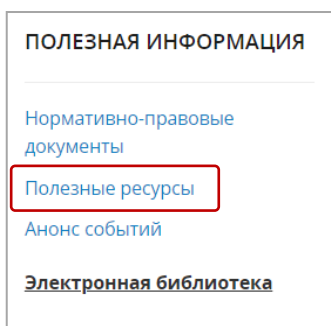 ПОЛЕЗНАЯ ИНФОРМАЦИЯ
Нормативно-правовые
документы
Полезные ресурсы
Анонс событий
Электронная библиотека